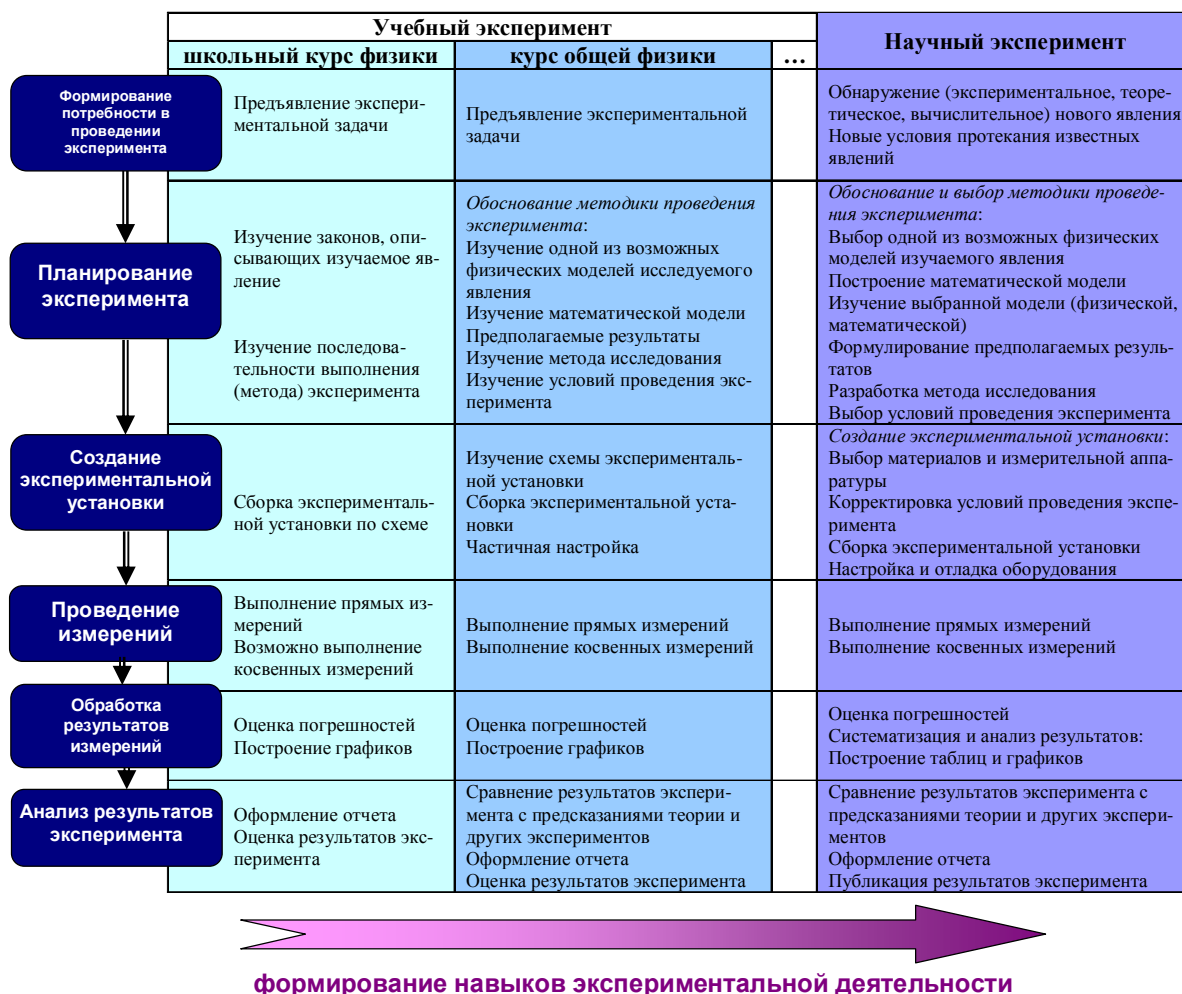 Учебный эксперимент
Научный эксперимент
школьный курс физики
курс общей физики
...
Формирование
потребности в
проведении
эксперимента
Предъявление экспери-
ментальной задачи
Предъявление экспериментальной
задачи
Обнаружение (экспериментальное, теоре-
тическое, вычислительное) нового явления
Новые условия протекания известных
явлений
Планирование
эксперимента
Изучение законов, опи-
сывающих изучаемое яв-
ление
Изучение последова-
тельности выполнения
(метода) эксперимента
Обоснование методики проведения
эксперимента:
Изучение одной из возможных
физических моделей исследуемого
явления
Изучение математической модели
Предполагаемые результаты
Изучение метода исследования
Изучение условий проведения экс-
перимента
Обоснование и выбор методики проведе-
ния эксперимента:
Выбор одной из возможных физических
моделей изучаемого явления
Построение математической модели
Изучение выбранной модели (физической,
математической)
Формулирование предполагаемых резуль-
татов
Разработка метода исследования
Выбор условий проведения эксперимента
Создание
экспериментальной
установки
Сборка эксперименталь-
ной установки по схеме
Изучение схемы эксперименталь-
ной установки
Сборка экспериментальной уста-
новки
Частичная настройка
Создание экспериментальной установки:
Выбор материалов и измерительной аппа-
ратуры
Корректировка условий проведения экспе-
римента
Сборка экспериментальной установки
Настройка и отладка оборудования
Проведение
измерений
Выполнение прямых из-
мерений
Возможно выполнение
косвенных измерений
Выполнение прямых измерений
Выполнение косвенных измерений
Выполнение прямых измерений
Выполнение косвенных измерений
Обработка
результатов
измерений
Оценка погрешностей
Построение графиков
Оценка погрешностей
Построение графиков
Оценка погрешностей
Систематизация и анализ результатов:
Построение таблиц и графиков
Анализ результатов
эксперимента
Оформление отчета
Оценка результатов экс-
перимента
Сравнение результатов экспери-
мента с предсказаниями теории и
других экспериментов
Оформление отчета
Оценка результатов эксперимента
Сравнение результатов эксперимента с
предсказаниями теории и других экспери-
ментов
Оформление отчета
Публикация результатов эксперимента
формирование навыков экспериментальной деятельности